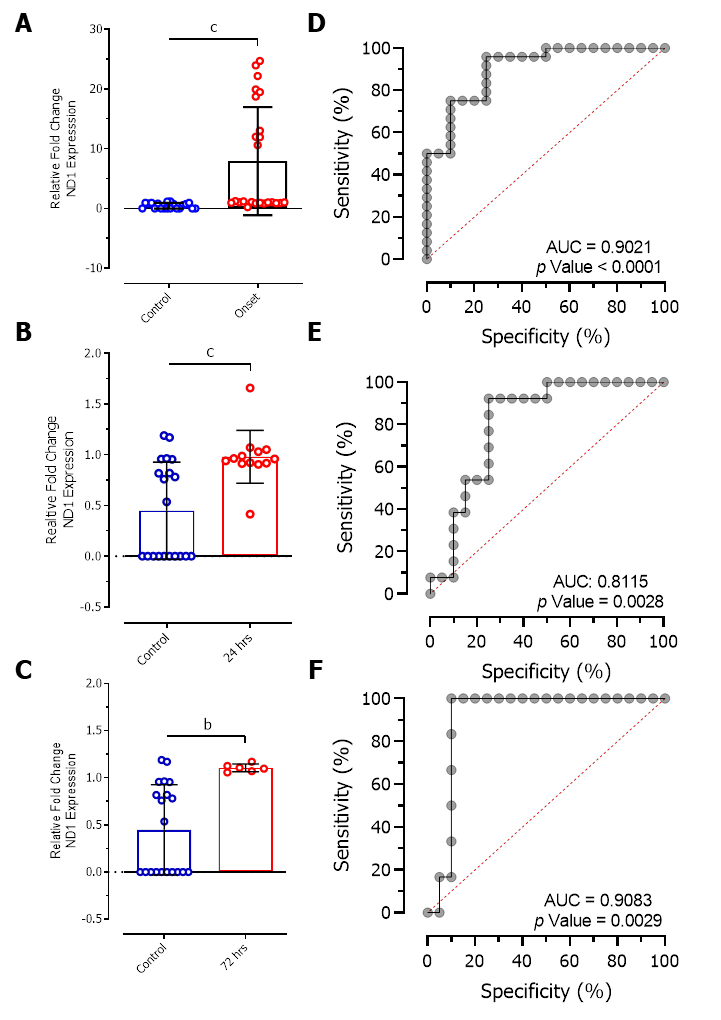 A
c
30
20
10
0
-10
Relative Fold Change
ND1 Expresssion
Control
Onset
D
100
80
60
40
20
0
Sensitivity (%)
AUC = 0.9021
p Value < 0.0001
0 20 40 60 80 100
Specificity (%)
B
c
2.0
1.5
1.0
0.5
0.0
-0.5
Realtive Fold Change
ND1 Expression
Control
24 hrs
E
100
80
60
40
20
0
Sensitivity (%)
AUC: 0.8115
p Value = 0.0028
0 20 40 60 80 100
Specificity (%)
C
b
2.0
1.5
1.0
0.5
0.0
-0.5
Relative Fold Change
ND1 Expresssion
Control
72 hrs
F
100
80
60
40
20
0
Sensitivity (%)
AUC = 0.9083
p Value = 0.0029
0 20 40 60 80 100
Specificity (%)